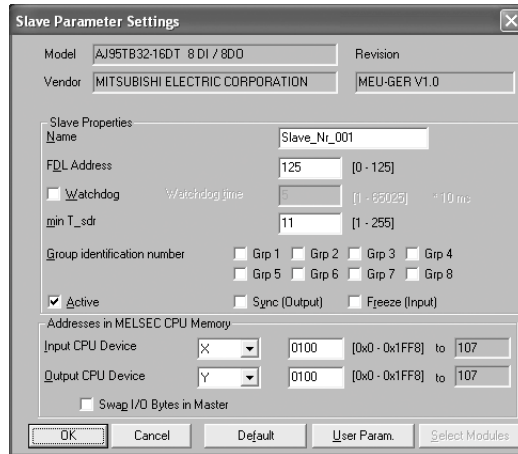 Slave Parameter Settings
Model AJ95TB32-16DT 8 DI / 8DO Revision
Vendor MITSUBISHI ELECTRIC CORPORATION MEU-GER V1.0
Slave Properties
Name Slave_Nr_001
FDL Address 125 [0 - 125]
Watchdog Watchdog time 5 [1 - 65025] * 10 ms
min T_sdr 11 [1 - 255]
Group identification number Grp 1 Grp 2 Grp 3 Grp 4
Grp 5 Grp 6 Grp 7 Grp 8
Active Sync (Output) Freeze (Input)
Addresses in MELSEC CPU Memory
Input CPU Device X 0100 [0x0 - 0x1FF8] to 107
Output CPU Device Y 0100 [0x0 - 0x1FF8] to 107
Swap I/O Bytes in Master
OK Cancel Default User Param. Select Modules